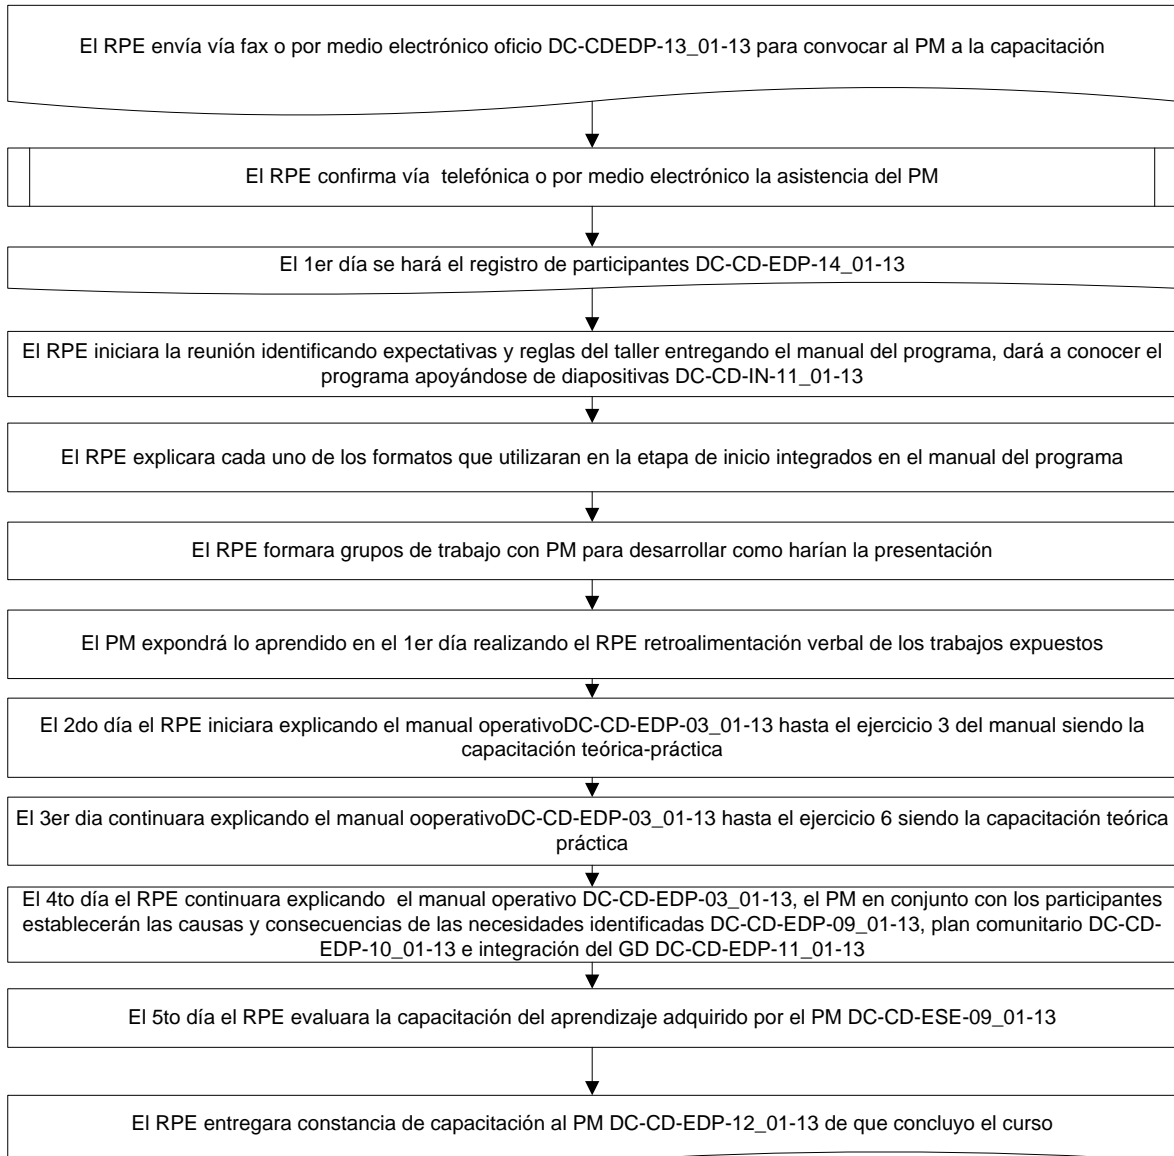 El RPE envía vía fax o por medio electrónico oficio DC-CDEDP-13_01-13 para convocar al PM a la capacitación
El RPE confirma vía telefónica o por medio electrónico la asistencia del PM
El 1er día se hará el registro de participantes DC-CD-EDP-14_01-13
El RPE iniciara la reunión identificando expectativas y reglas del taller entregando el manual del programa, dará a conocer el
programa apoyándose de diapositivas DC-CD-IN-11_01-13
El RPE explicara cada uno de los formatos que utilizaran en la etapa de inicio integrados en el manual del programa
El RPE formara grupos de trabajo con PM para desarrollar como harían la presentación
El PM expondrá lo aprendido en el 1er día realizando el RPE retroalimentación verbal de los trabajos expuestos
El 2do día el RPE iniciara explicando el manual operativoDC-CD-EDP-03_01-13 hasta el ejercicio 3 del manual siendo la
capacitación teórica-práctica
El 3er dia continuara explicando el manual ooperativoDC-CD-EDP-03_01-13 hasta el ejercicio 6 siendo la capacitación teórica
práctica
El 4to día el RPE continuara explicando el manual operativo DC-CD-EDP-03_01-13, el PM en conjunto con los participantes
establecerán las causas y consecuencias de las necesidades identificadas DC-CD-EDP-09_01-13, plan comunitario DC-CD-
EDP-10_01-13 e integración del GD DC-CD-EDP-11_01-13
El 5to día el RPE evaluara la capacitación del aprendizaje adquirido por el PM DC-CD-ESE-09_01-13
El RPE entregara constancia de capacitación al PM DC-CD-EDP-12_01-13 de que concluyo el curso